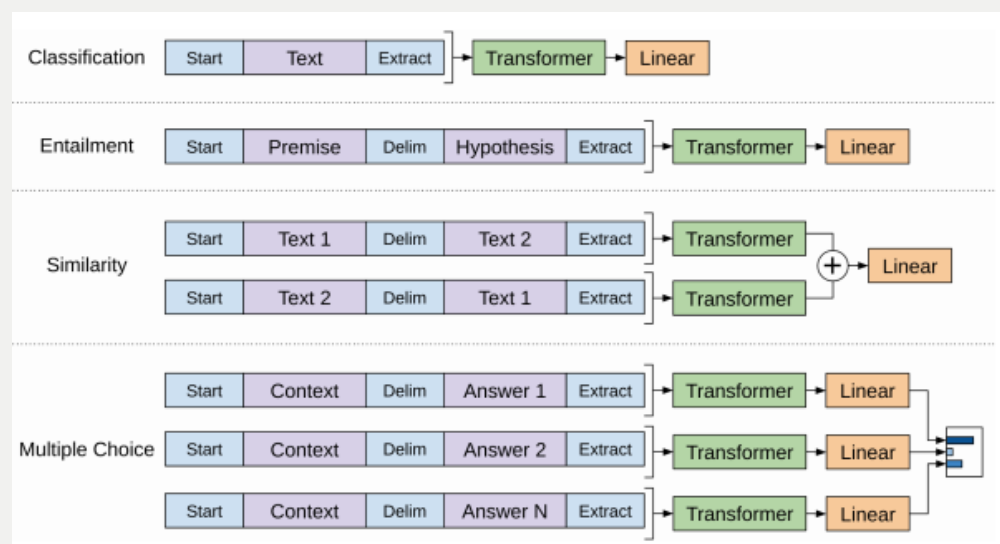 Classification Start Text Extract Transformer Linear
Entailment Start Premise Delim Hypothesis Extract Transformer Linear
Start Text 1 Delim Text 2 Extract Transformer
Similarity + Linear
Start Text 2 Delim Text 1 Extract Transformer
Start Context Delim Answer 1 Extract Transformer Linear
Multiple Choice Start Context Delim Answer 2 Extract Transformer Linear
Start Context Delim Answer N Extract Transformer Linear